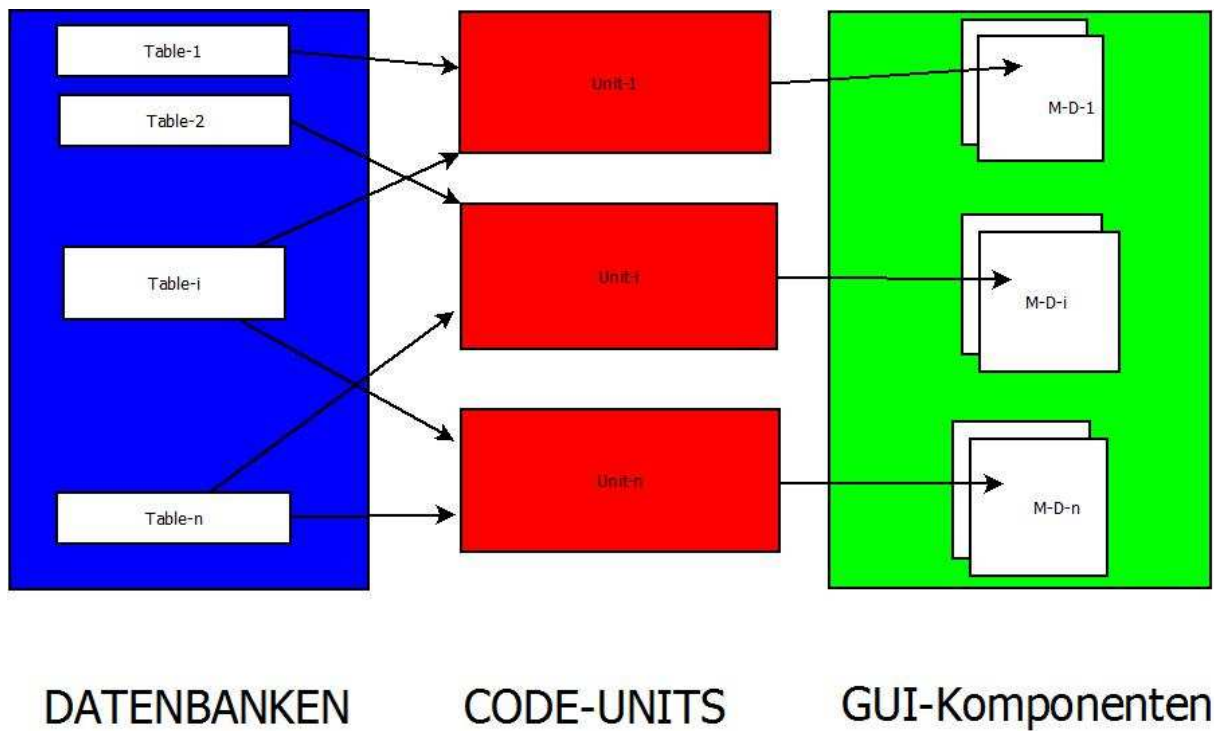 Table-1
Table-2
Table-i
Table-n
Unit-1
Unit-i
Unit-n
M-D-1
M-D-i
M-D-n
DATENBANKEN
CODE-UNITS
GUI-Komponenten